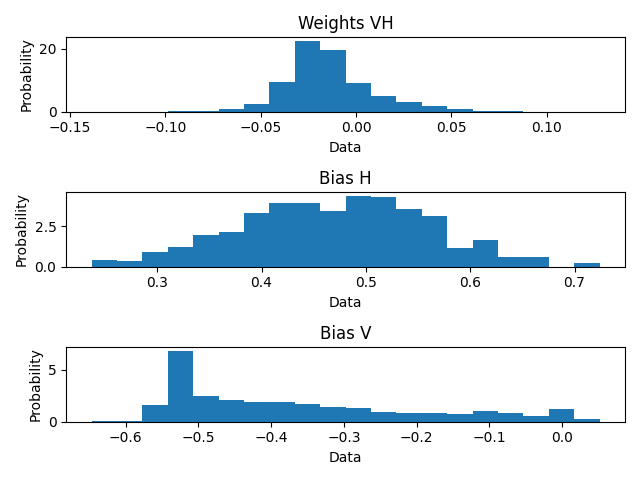 Weights VH
Probability
20
0
−0.15 −0.10 −0.05 0.00 0.05 0.10
Data
Bias H
Probability
2.5
0.0
0.3 0.4 0.5 0.6 0.7
Data
Bias V
Probability
5
0
−0.6 −0.5 −0.4 −0.3 −0.2 −0.1 0.0
Data